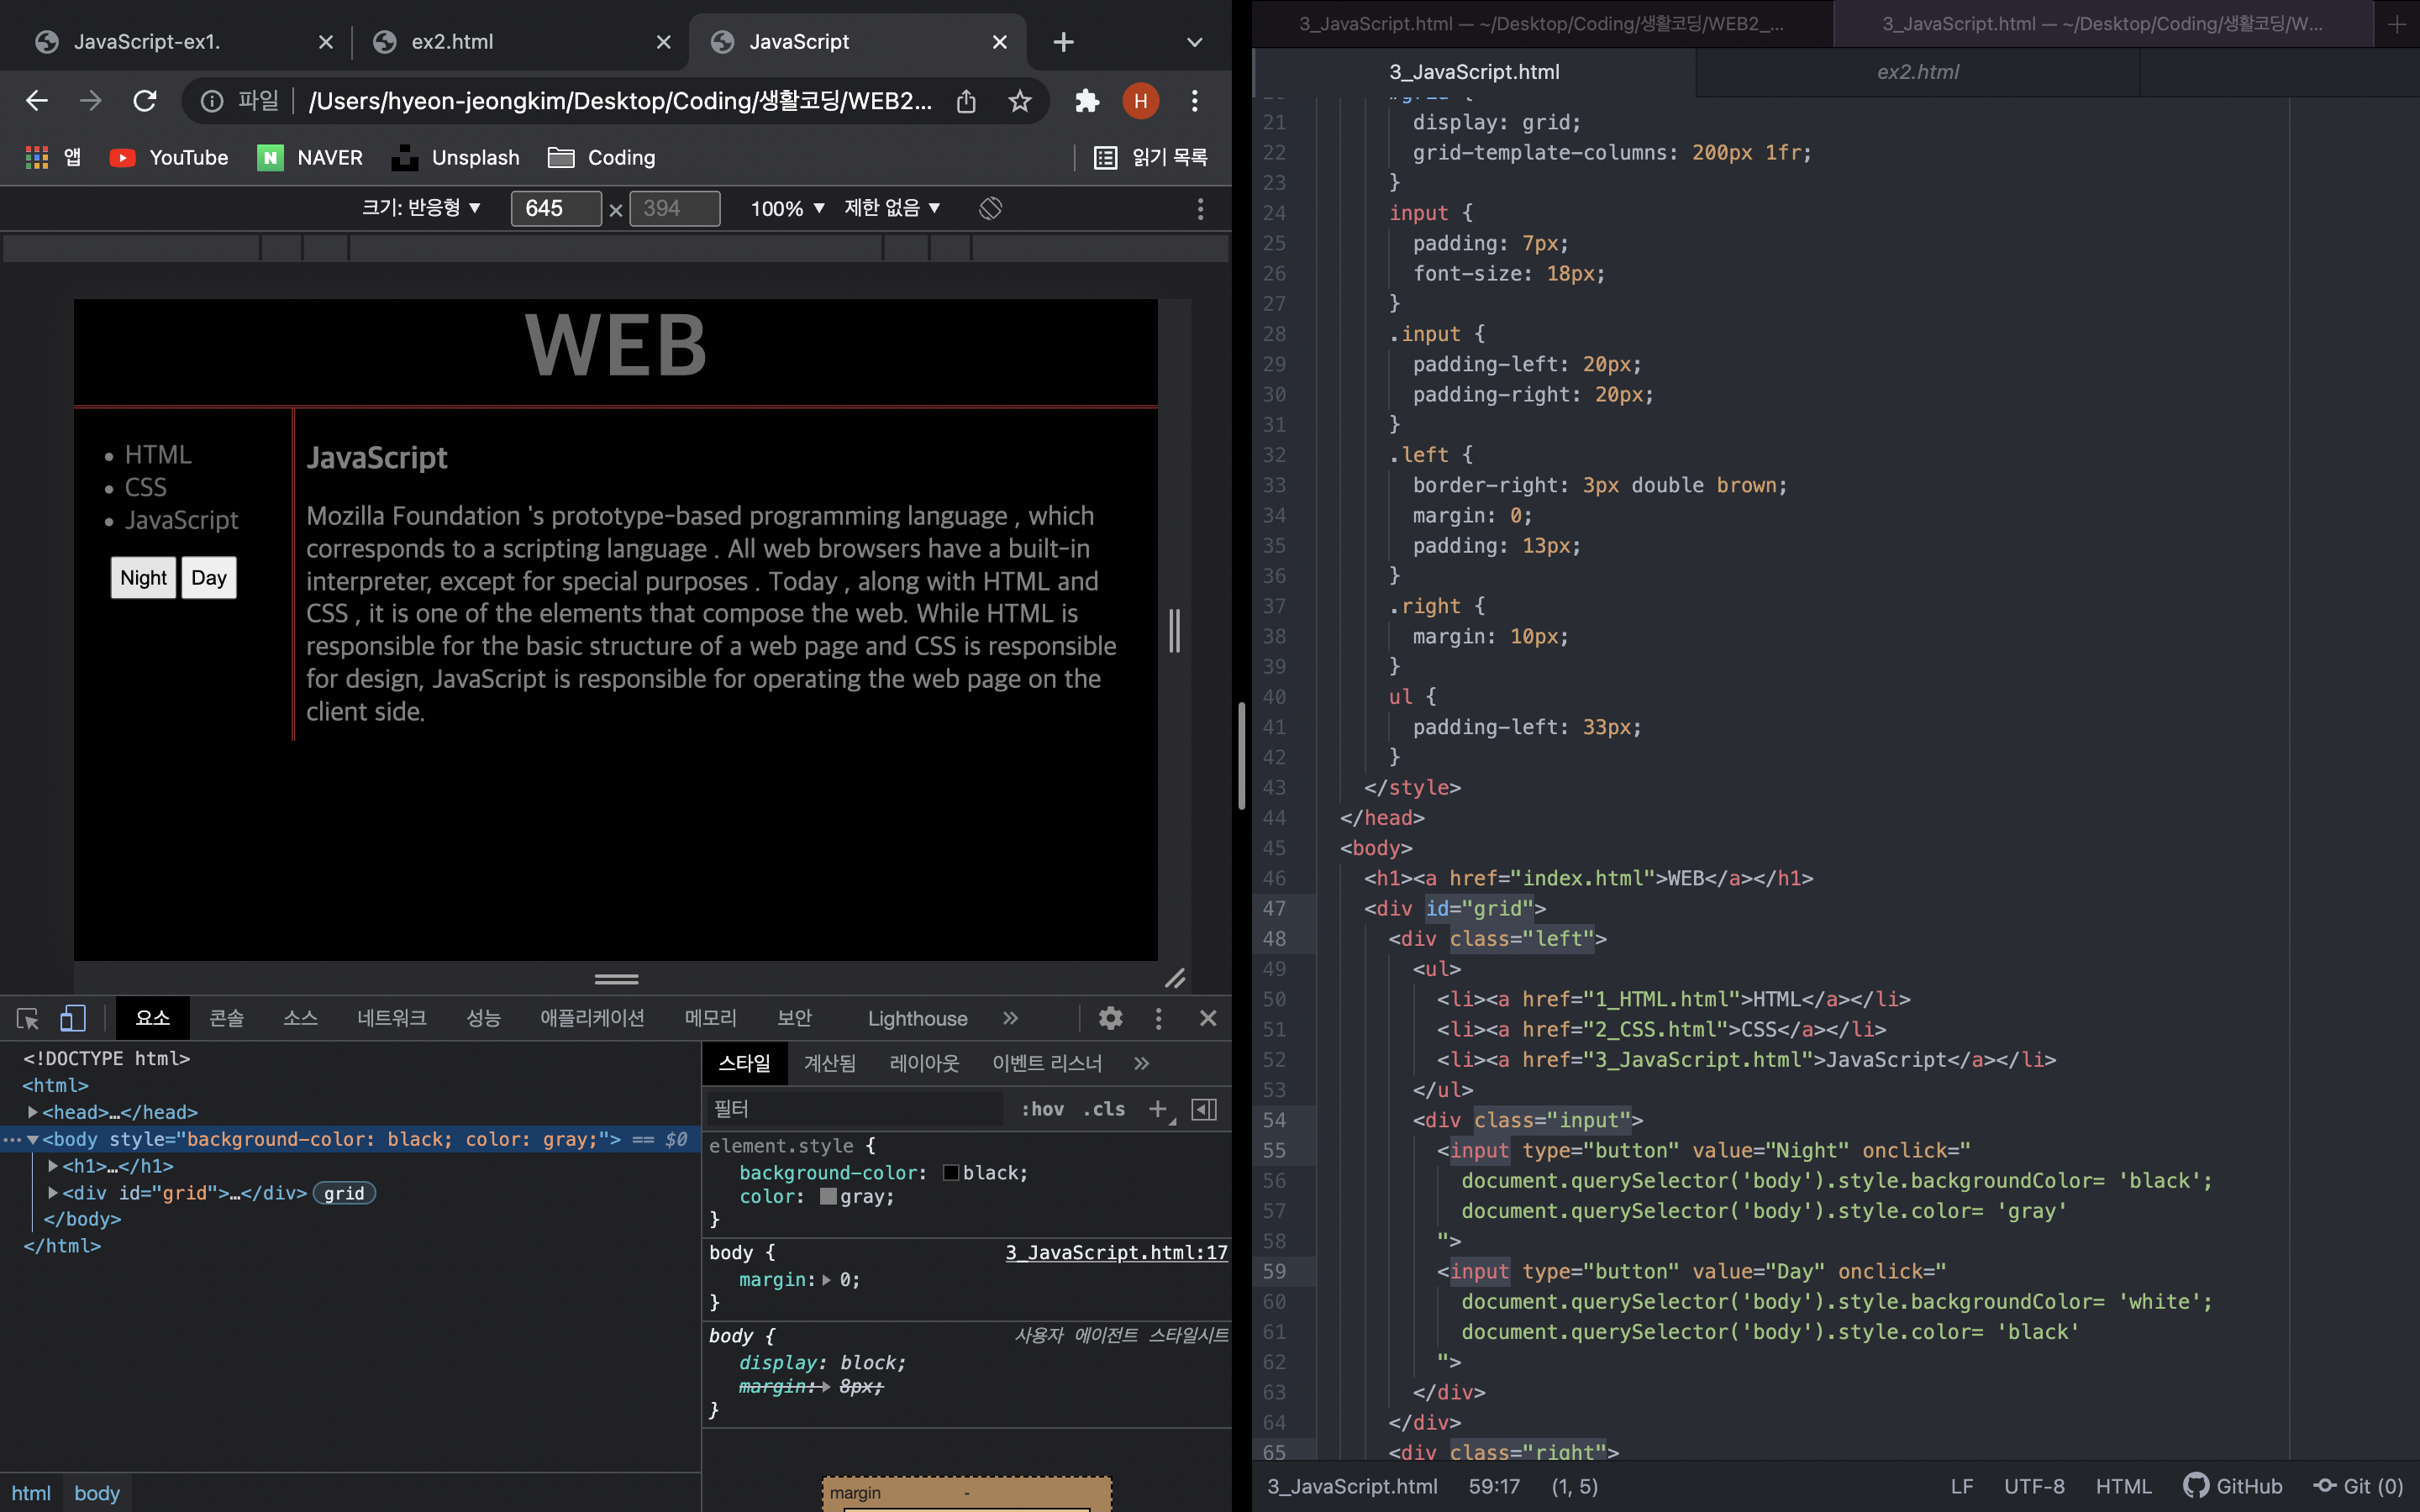 JavaScript-ex1.
ex2.html
JavaScript
파일 /Users/hyeon-jeongkim/Desktop/Coding/생활코딩/WEB2...
H
앱 YouTube NAVER Unsplash Coding 읽기 목록
크기: 반응형 645 × 394 100% 제한 없음
WEB
HTML
CSS
JavaScript
Night Day
JavaScript
Mozilla Foundation 's prototype-based programming language , which
corresponds to a scripting language . All web browsers have a built-in
interpreter, except for special purposes . Today , along with HTML and
CSS , it is one of the elements that compose the web. While HTML is
responsible for the basic structure of a web page and CSS is responsible
for design, JavaScript is responsible for operating the web page on the
client side.
요소 콘솔 소스 네트워크 성능 애플리케이션 메모리 보안 Lighthouse »
<!DOCTYPE html>
<html>
<head>…</head>
<body style="background-color: black; color: gray;"> == $0
<h1>…</h1>
<div id="grid">…</div> grid
</body>
</html>
html body
스타일 계산됨 레이아웃 이벤트 리스너 »
필터 :hov .cls +
element.style {
background-color: black;
color: gray;
}
body { 3_JavaScript.html:17
margin: 0;
}
body { 사용자 에이전트 스타일시트
display: block;
margin: 8px;
}
margin -
3_JavaScript.html — ~/Desktop/Coding/생활코딩/WEB2_...
3_JavaScript.html — ~/Desktop/Coding/생활코딩/W...
3_JavaScript.html
ex2.html
21 display: grid;
22 grid-template-columns: 200px 1fr;
23 }
24 input {
25 padding: 7px;
26 font-size: 18px;
27 }
28 .input {
29 padding-left: 20px;
30 padding-right: 20px;
31 }
32 .left {
33 border-right: 3px double brown;
34 margin: 0;
35 padding: 13px;
36 }
37 .right {
38 margin: 10px;
39 }
40 ul {
41 padding-left: 33px;
42 }
43 </style>
44 </head>
45 <body>
46 <h1><a href="index.html">WEB</a></h1>
47 <div id="grid">
48 <div class="left">
49 <ul>
50 <li><a href="1_HTML.html">HTML</a></li>
51 <li><a href="2_CSS.html">CSS</a></li>
52 <li><a href="3_JavaScript.html">JavaScript</a></li>
53 </ul>
54 <div class="input">
55 <input type="button" value="Night" onclick="
56 document.querySelector('body').style.backgroundColor= 'black';
57 document.querySelector('body').style.color= 'gray'
58 ">
59 <input type="button" value="Day" onclick="
60 document.querySelector('body').style.backgroundColor= 'white';
61 document.querySelector('body').style.color= 'black'
62 ">
63 </div>
64 </div>
65 <div class="right">
3_JavaScript.html 59:17 (1, 5) LF UTF-8 HTML GitHub Git (0)